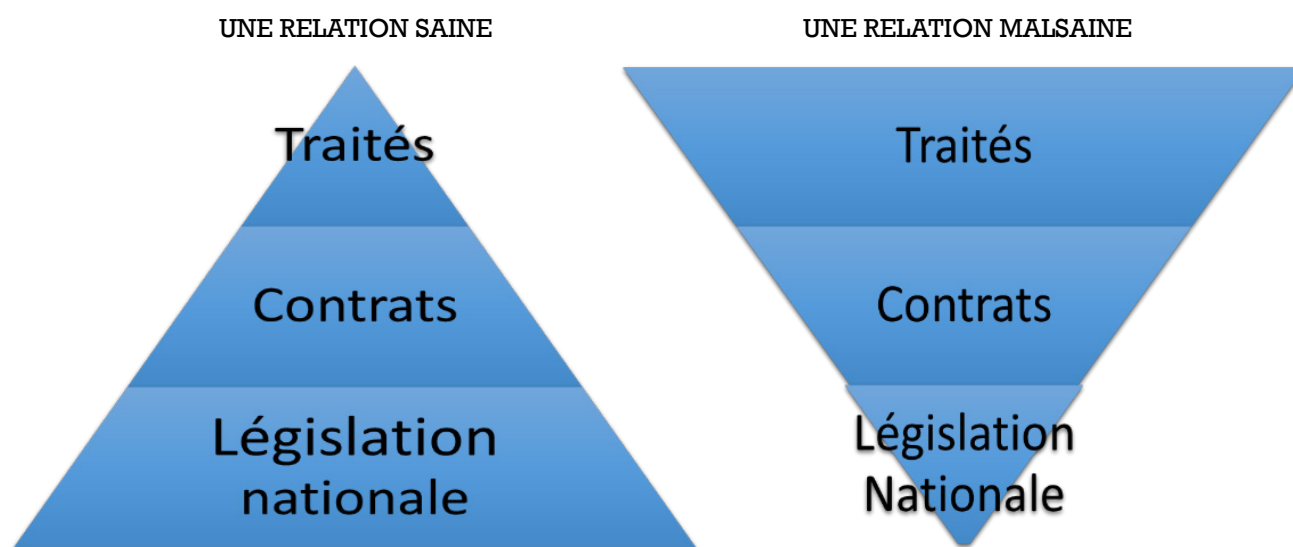 UNE RELATION SAINE
Traités
Contrats
Législation
nationale
UNE RELATION MALSAINE
Traités
Contrats
Législation
Nationale